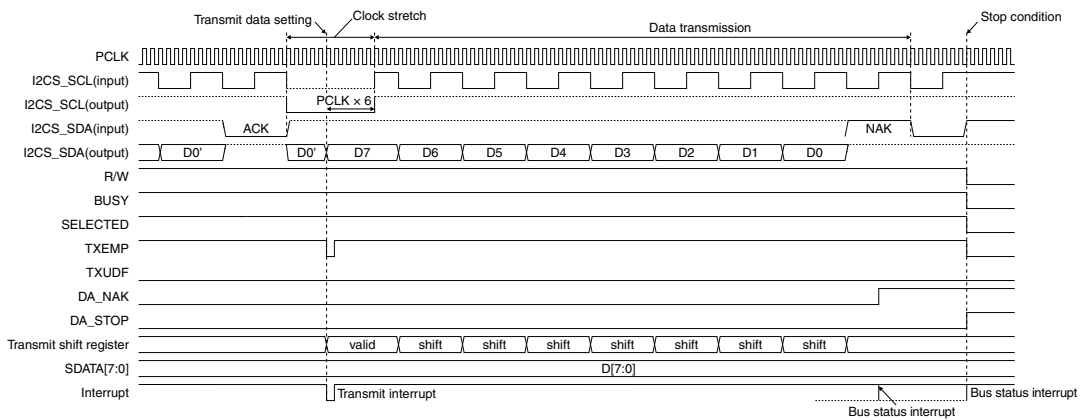 Transmit data setting
Clock stretch
Data transmission
Stop condition
PCLK
I2CS_SCL(input)
I2CS_SCL(output) PCLK × 6
I2CS_SDA(input) ACK NAK
I2CS_SDA(output) D0' D0' D7 D6 D5 D4 D3 D2 D1 D0
R/W
BUSY
SELECTED
TXEMP
TXUDF
DA_NAK
DA_STOP
Transmit shift register valid shift shift shift shift shift shift shift
SDATA[7:0] D[7:0]
Interrupt Transmit interrupt Bus status interrupt
Bus status interrupt